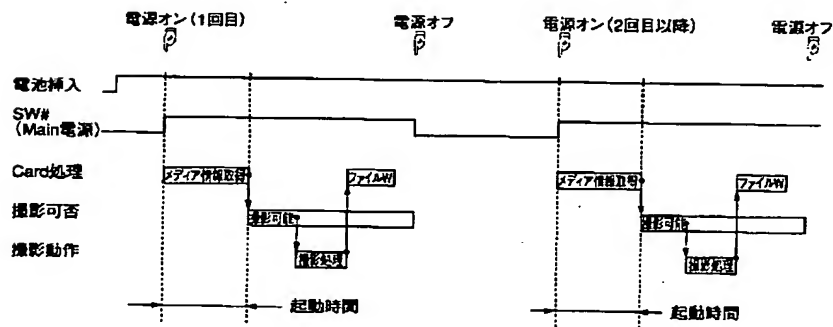 電源オン(1回目)
電源オフ
電源オン(2回目以降)
電源オフ
電池挿入
SW#
(Main電源)
Card処理
メディア情報取得
ファイルW
メディア情報取得
ファイルW
撮影可否
撮影可能
撮影可能
撮影動作
撮影処理
撮影処理
起動時間
起動時間